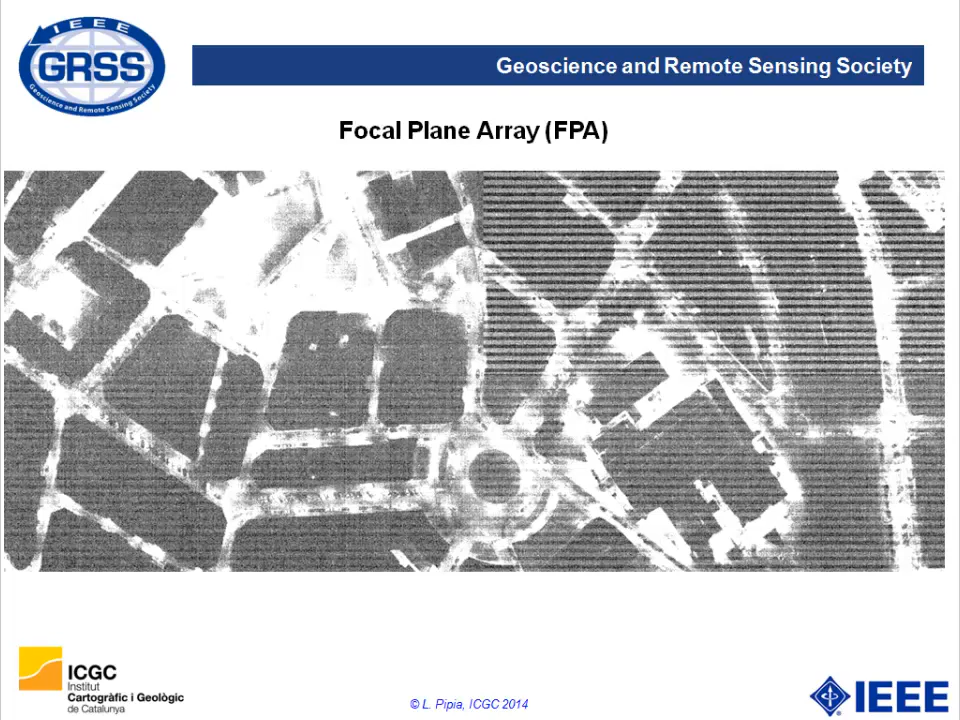 IEEE
GRSS
Geoscience and Remote Sensing Society
Geoscience and Remote Sensing Society
Focal Plane Array (FPA)
ICGC
Institut
Cartogràfic i Geològic
de Catalunya
© L. Pipia, ICGC 2014
IEEE